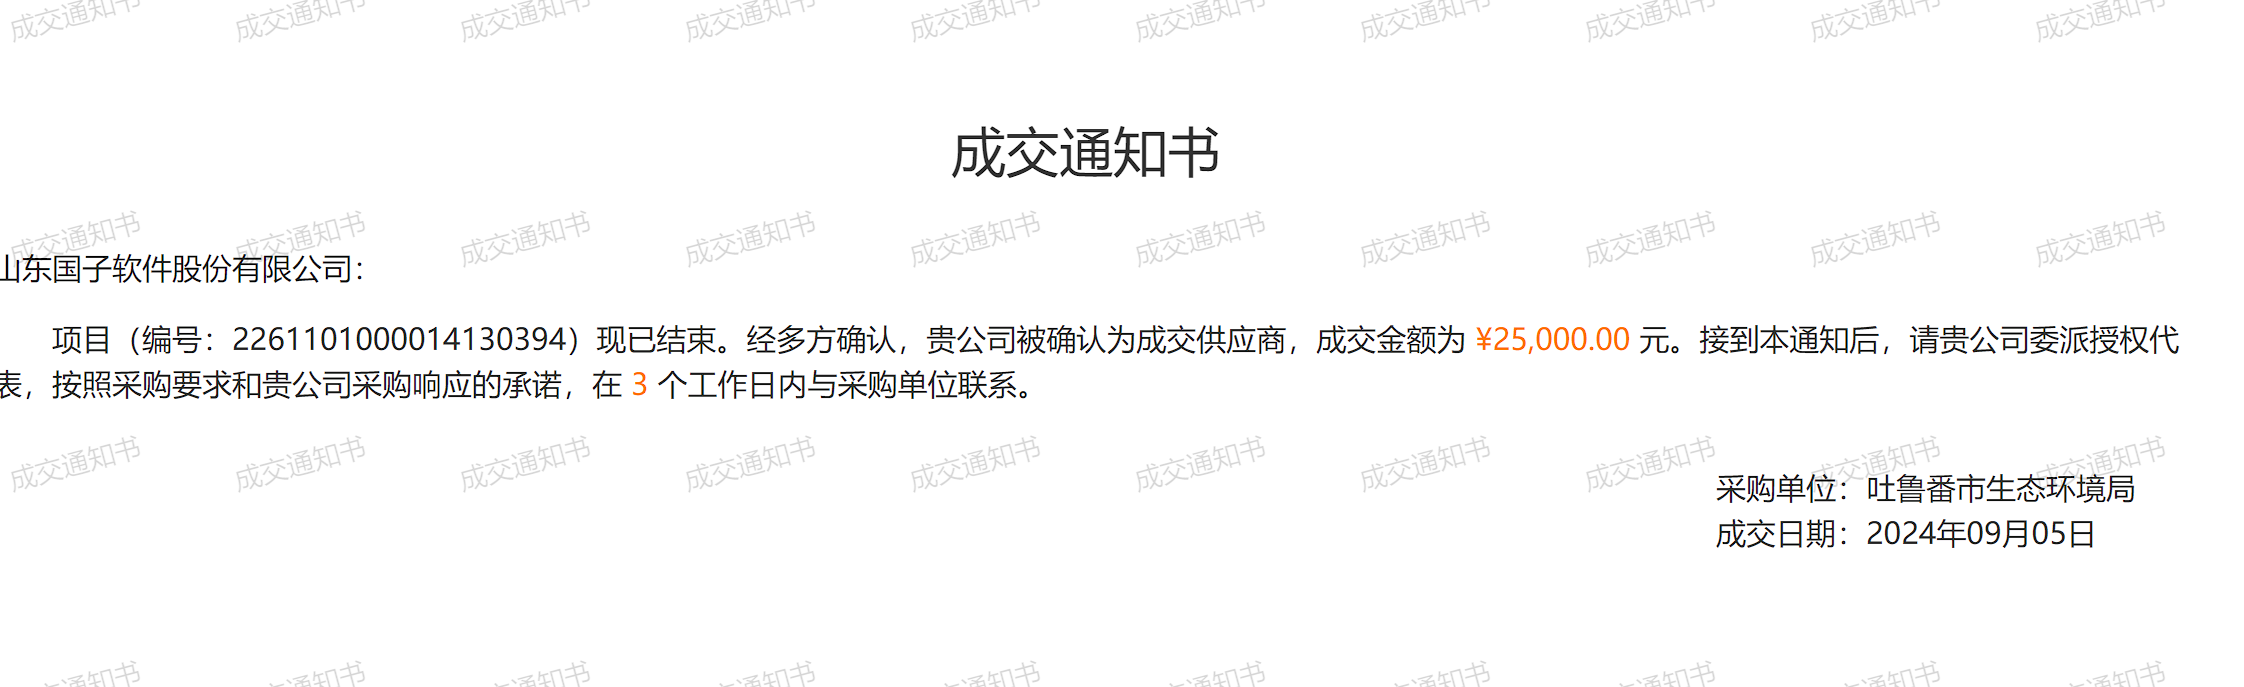 成交通知书
山东国子软件股份有限公司：
项目（编号：2261101000014130394）现已结束。经多方确认，贵公司被确认为成交供应商，成交金额为 ¥25,000.00 元。接到本通知后，请贵公司委派授权代
表，按照采购要求和贵公司采购响应的承诺，在 3 个工作日内与采购单位联系。
采购单位：吐鲁番市生态环境局
成交日期：2024年09月05日